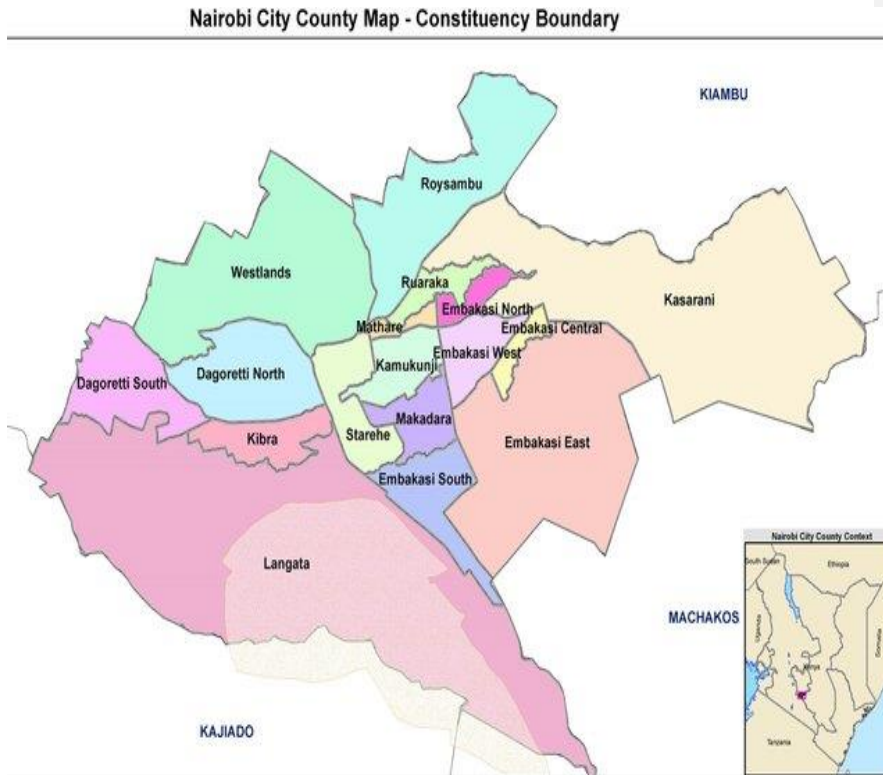 Nairobi City County Map - Constituency Boundary
KIAMBU
Roysambu
Westlands
Ruaraka
Kasarani
Embakasi North
Mathare
Embakasi Central
Embakasi West
Kamukunji
Dagoretti North
Dagoretti South
Makadara
Starehe
Kibra
Embakasi East
Embakasi South
Langata
MACHAKOS
KAJIADO
Nairobi City County Context
South Sudan
Ethiopia
Uganda
Somalia
Kenya
Tanzania